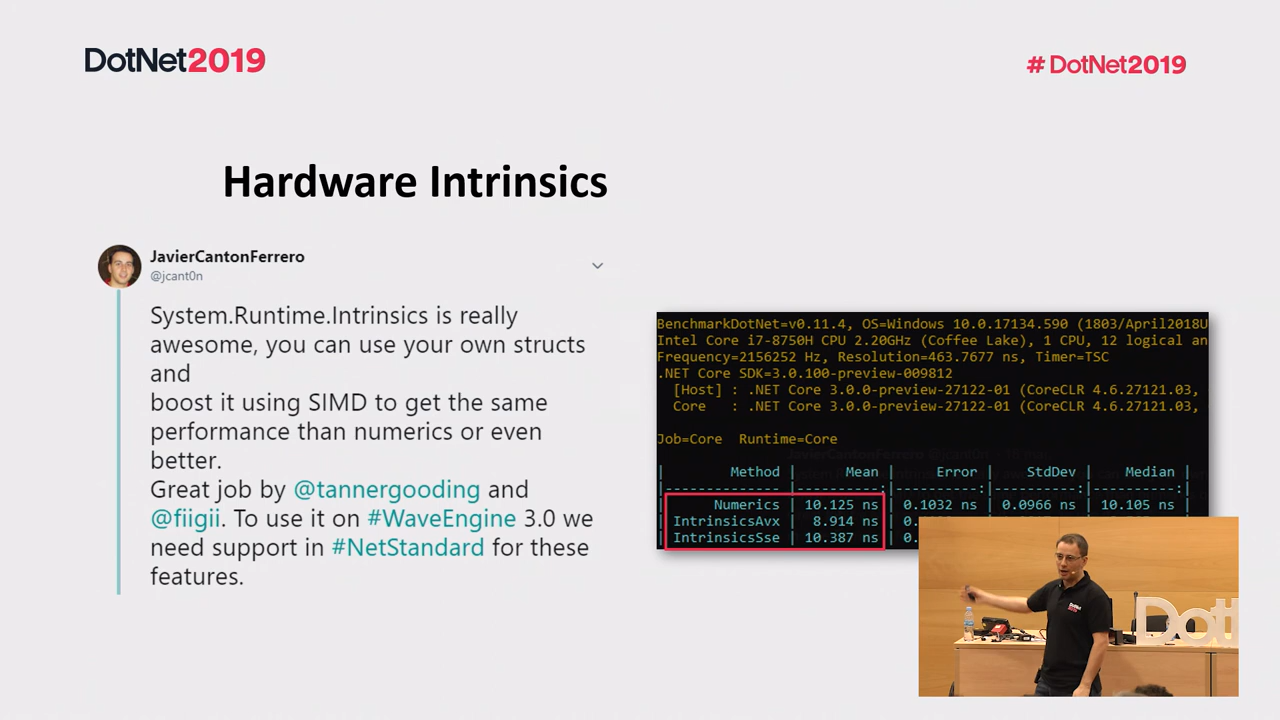 DotNet2019
# DotNet2019
Hardware Intrinsics
JavierCantonFerrero
@jcant0n
System.Runtime.Intrinsics is really
awesome, you can use your own structs
and
boost it using SIMD to get the same
performance than numerics or even
better.
Great job by @tannergooding and
@fiigii. To use it on #WaveEngine 3.0 we
need support in #NetStandard for these
features.
BenchmarkDotNet=v0.11.4, OS=Windows 10.0.17134.590 (1803/April2018U
Intel Core i7-8750H CPU 2.20GHz (Coffee Lake), 1 CPU, 12 logical an
Frequency=2156252 Hz, Resolution=463.7677 ns, Timer=TSC
.NET Core SDK=3.0.100-preview-009812
[Host] : .NET Core 3.0.0-preview-27122-01 (CoreCLR 4.6.27121.03,
Core : .NET Core 3.0.0-preview-27122-01 (CoreCLR 4.6.27121.03,
Job=Core Runtime=Core
| Method | Mean | Error | StdDev | Median |
|--------------- |----------:|----------:|----------:|----------:|
| Numerics | 10.125 ns | 0.1032 ns | 0.0966 ns | 10.105 ns |
| IntrinsicsAvx | 8.914 ns | 0.
| IntrinsicsSse | 10.387 ns | 0.
Dot